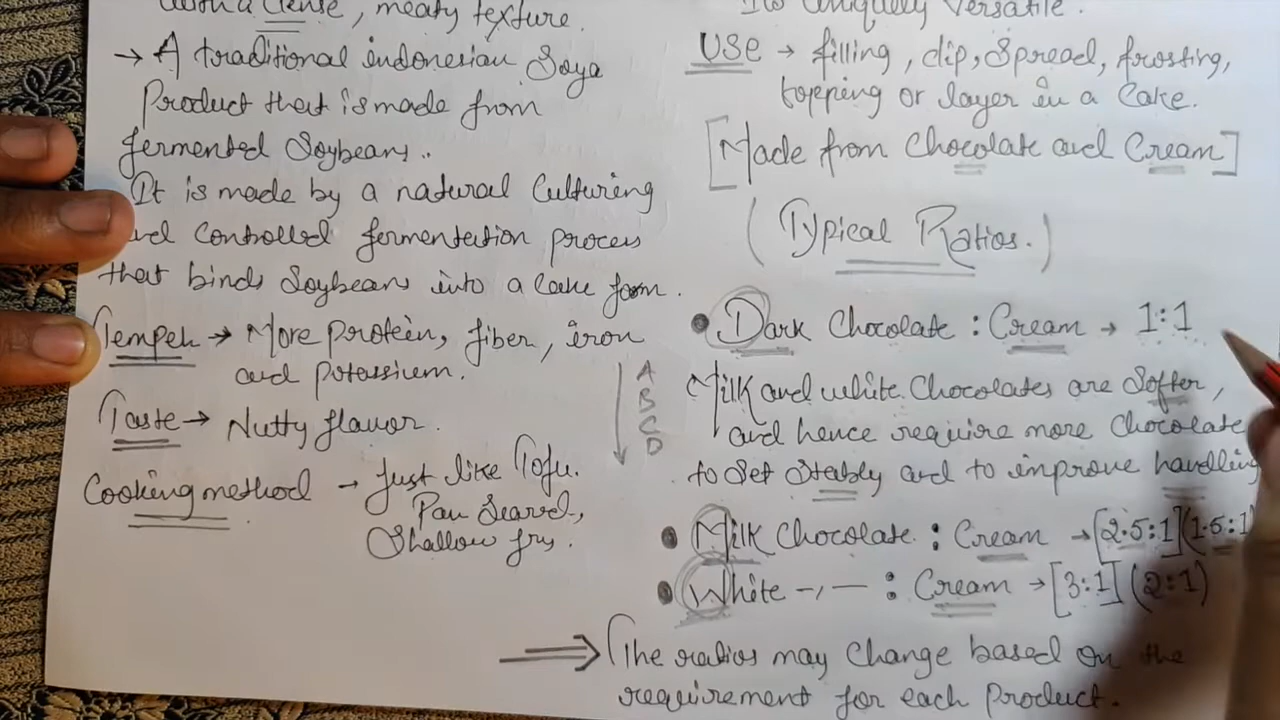 with a dense, meaty texture.
→ A traditional indonesian Soya
Product that is made from
fermented Soybeans..
It is made by a natural Culturing
and controlled fermentation process
that binds Soybeans into a cake form.
Tempeh → More protein, fiber, iron
and potassium.
Taste → Nutty flavor.
Cooking method → Just like Tofu.
Pan Seared,
Shallow fry.
A
B
C
D
Its Uniquely Versatile.
USE → filling, dip, Spread, frosting,
topping or layer in a Cake.
[Made from Chocolate and Cream]
(Typical Ratios.)
• Dark Chocolate : Cream → 1:1
Milk and white Chocolates are Softer,
and hence require more Chocolate
to Set Stably and to improve handling
• Milk Chocolate : Cream → [2.5:1] (1.5:1
• White -,,- : Cream → [3:1] (2:1)
⇒ The ratios may Change based on the
requirement for each Product.